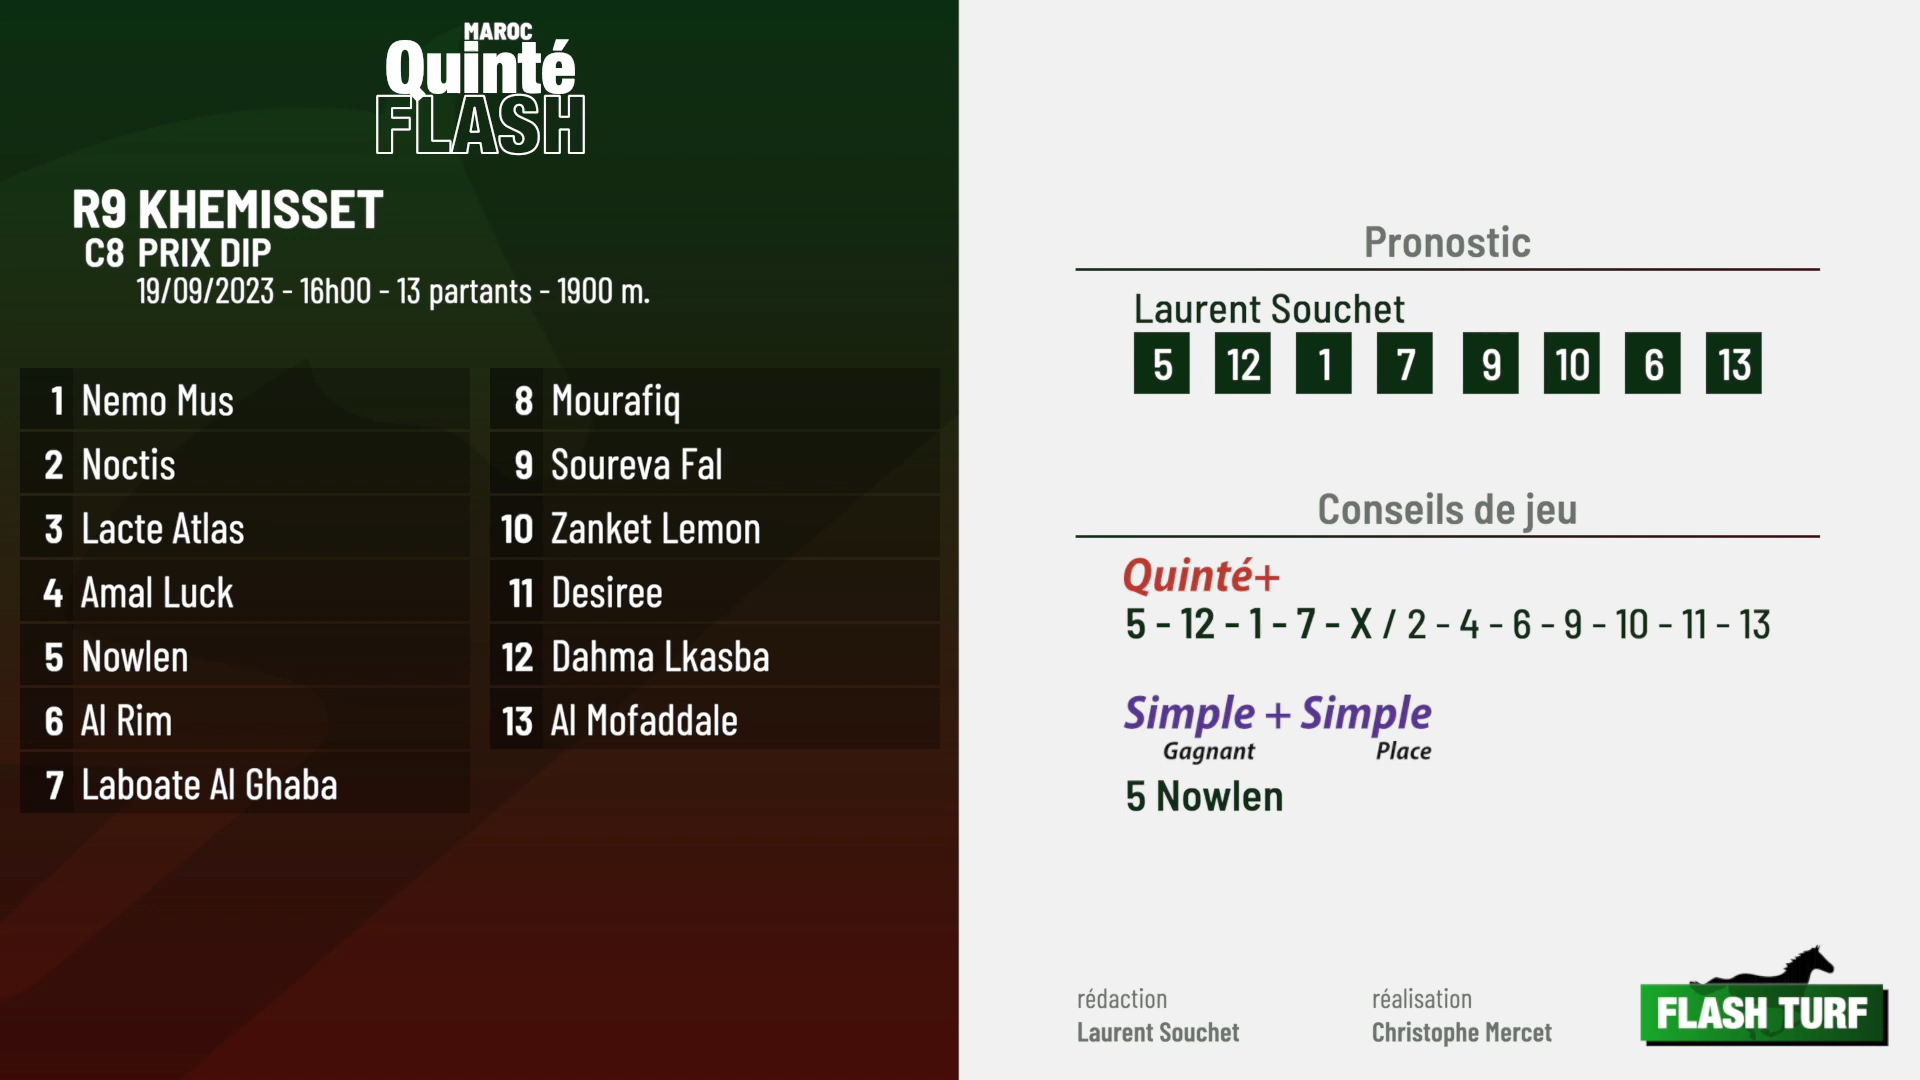 MAROC
Quinté
FLASH
R9 KHEMISSET
C8 PRIX DIP
19/09/2023 - 16h00 - 13 partants - 1900 m.
1 Nemo Mus
2 Noctis
3 Lacte Atlas
4 Amal Luck
5 Nowlen
6 Al Rim
7 Laboate Al Ghaba
8 Mourafiq
9 Soureva Fal
10 Zanket Lemon
11 Desiree
12 Dahma Lkasba
13 Al Mofaddale
Pronostic
Laurent Souchet
5 12 1 7 9 10 6 13
Conseils de jeu
Quinté+
5 - 12 - 1 - 7 - X / 2 - 4 - 6 - 9 - 10 - 11 - 13
Simple + Simple
Gagnant Place
5 Nowlen
rédaction
Laurent Souchet
réalisation
Christophe Mercet
FLASH TURF